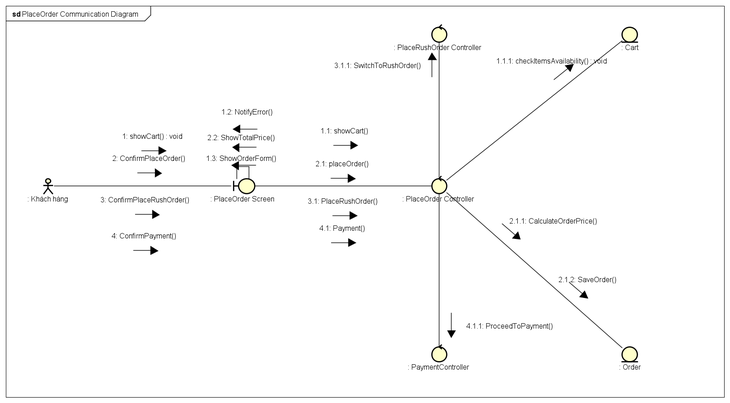 sd PlaceOrder Communication Diagram
: PlaceRushOrder Controller
: Cart
3.1.1: SwitchToRushOrder()
1.1.1: checkItemsAvailability() : void
1.2: NotifyError()
1: showCart() : void
2.2: ShowTotalPrice()
1.1: showCart()
2: ConfirmPlaceOrder()
1.3: ShowOrderForm()
2.1: placeOrder()
: Khách hàng
: PlaceOrder Screen
: PlaceOrder Controller
3. ConfirmPlaceRushOrder()
3.1: PlaceRushOrder()
2.1.1: CalculateOrderPrice()
4: ConfirmPayment()
4.1: Payment()
2.1.2: SaveOrder()
4.1.1: ProceedToPayment()
: PaymentController
: Order